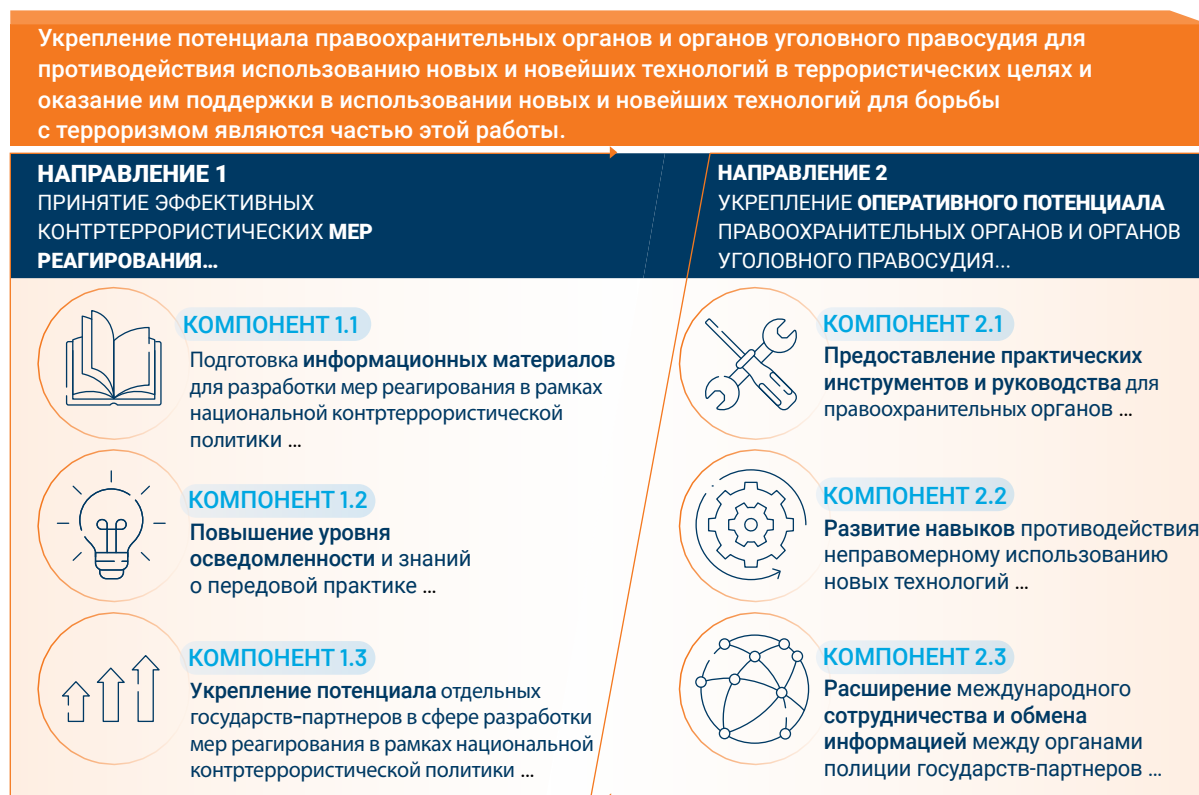 Укрепление потенциала правоохранительных органов и органов уголовного правосудия для
противодействия использованию новых и новейших технологий в террористических целях и
оказание им поддержки в использовании новых и новейших технологий для борьбы
с терроризмом являются частью этой работы.
НАПРАВЛЕНИЕ 1
ПРИНЯТИЕ ЭФФЕКТИВНЫХ
КОНТРТЕРРОРИСТИЧЕСКИХ МЕР
РЕАГИРОВАНИЯ...
КОМПОНЕНТ 1.1
Подготовка информационных материалов
для разработки мер реагирования в рамках
национальной контртеррористической
политики ...
КОМПОНЕНТ 1.2
Повышение уровня
осведомленности и знаний
о передовой практике ...
КОМПОНЕНТ 1.3
Укрепление потенциала отдельных
государств-партнеров в сфере разработки
мер реагирования в рамках национальной
контртеррористической политики ...
НАПРАВЛЕНИЕ 2
УКРЕПЛЕНИЕ ОПЕРАТИВНОГО ПОТЕНЦИАЛА
ПРАВООХРАНИТЕЛЬНЫХ ОРГАНОВ И ОРГАНОВ
УГОЛОВНОГО ПРАВОСУДИЯ...
КОМПОНЕНТ 2.1
Предоставление практических
инструментов и руководства для
правоохранительных органов ...
КОМПОНЕНТ 2.2
Развитие навыков противодействия
неправомерному использованию
новых технологий ...
КОМПОНЕНТ 2.3
Расширение международного
сотрудничества и обмена
информацией между органами
полиции государств-партнеров ...